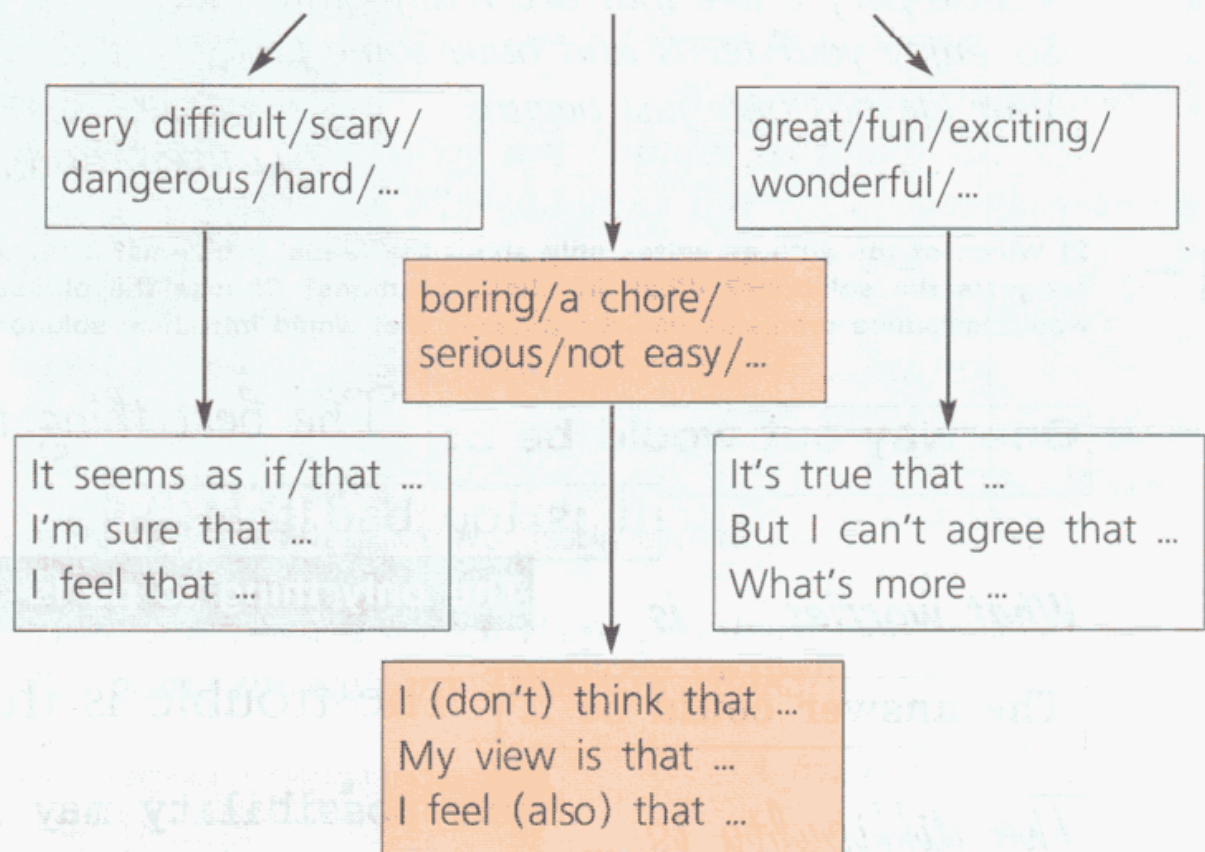 very difficult/scary/
dangerous/hard/...
great/fun/exciting/
wonderful/...
boring/a chore/
serious/not easy/...
It seems as if/that ...
I'm sure that ...
I feel that ...
It's true that ...
But I can't agree that ...
What's more ...
I (don't) think that ...
My view is that ...
I feel (also) that ...